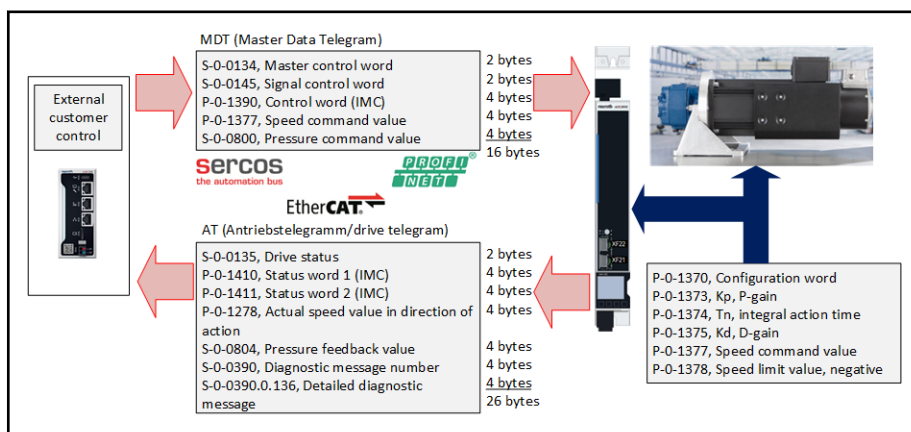 MDT (Master Data Telegram)
S-0-0134, Master control word
S-0-0145, Signal control word
P-0-1390, Control word (IMC)
P-0-1377, Speed command value
S-0-0800, Pressure command value
2 bytes
2 bytes
4 bytes
4 bytes
4 bytes
16 bytes
External
customer
control
sercos
the automation bus
PROFI
NET
EtherCAT
AT (Antriebstelegramm/drive telegram)
S-0-0135, Drive status
P-0-1410, Status word 1 (IMC)
P-0-1411, Status word 2 (IMC)
P-0-1278, Actual speed value in direction of
action
S-0-0804, Pressure feedback value
S-0-0390, Diagnostic message number
S-0-0390.0.136, Detailed diagnostic
message
2 bytes
4 bytes
4 bytes
4 bytes
4 bytes
4 bytes
4 bytes
26 bytes
XF22
XF21
P-0-1370, Configuration word
P-0-1373, Kp, P-gain
P-0-1374, Tn, integral action time
P-0-1375, Kd, D-gain
P-0-1377, Speed command value
P-0-1378, Speed limit value, negative